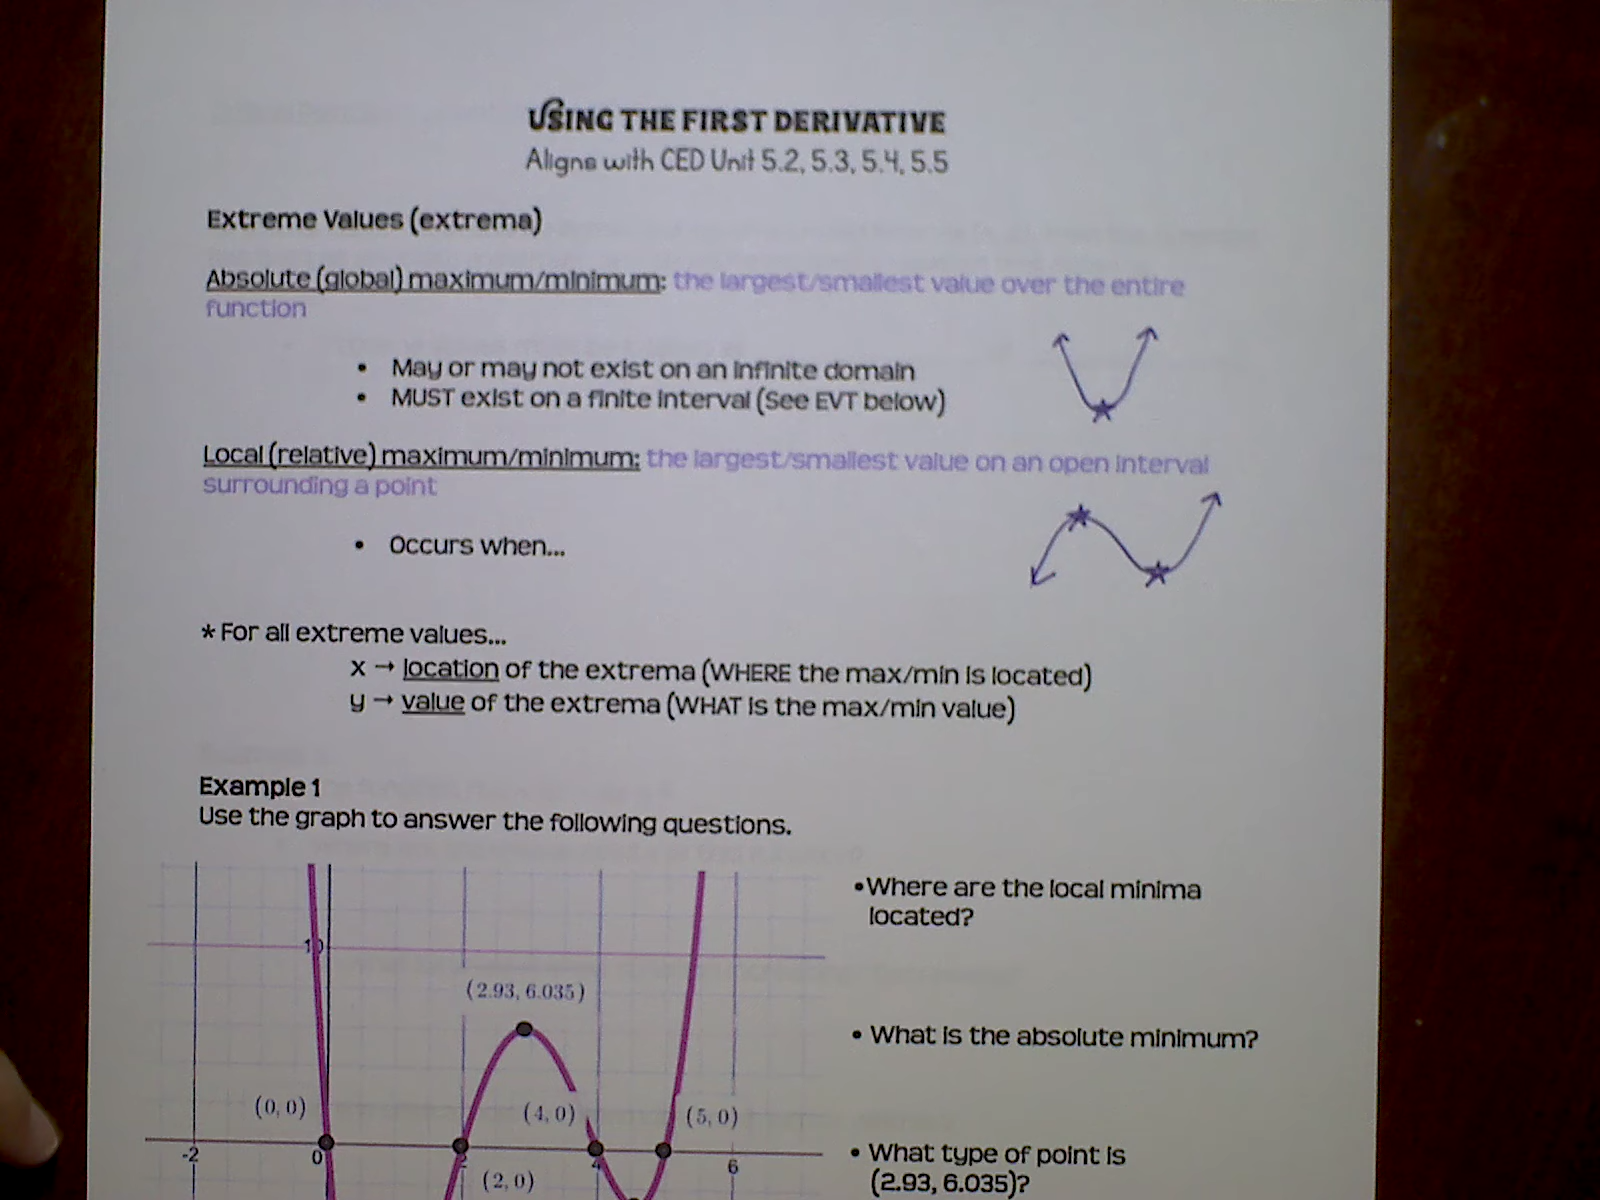 USING THE FIRST DERIVATIVE
Aligns with CED Unit 5.2, 5.3, 5.4, 5.5
Extreme Values (extrema)
Absolute (global) maximum/minimum: the largest/smallest value over the entire
function
• May or may not exist on an infinite domain
• MUST exist on a finite interval (See EVT below)
Local (relative) maximum/minimum: the largest/smallest value on an open interval
surrounding a point
• Occurs when...
* For all extreme values...
x → location of the extrema (WHERE the max/min is located)
y → value of the extrema (WHAT is the max/min value)
Example 1
Use the graph to answer the following questions.
• Where are the local minima
located?
10
(2.93, 6.035)
• What is the absolute minimum?
(0, 0)
(4, 0)
(5, 0)
-2
0
2
4
6
(2, 0)
• What type of point is
(2.93, 6.035)?